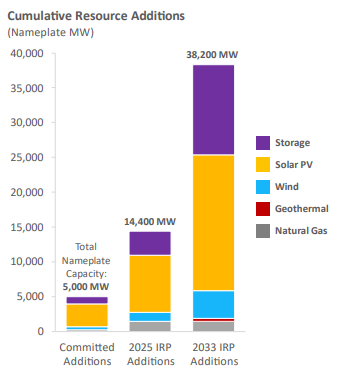 Cumulative Resource Additions
(Nameplate MW)
40,000
35,000
30,000
25,000
20,000
15,000
10,000
5,000
0
Total
Nameplate
Capacity:
5,000 MW
14,400 MW
38,200 MW
Storage
Solar PV
Wind
Geothermal
Natural Gas
Committed
Additions
2025 IRP
Additions
2033 IRP
Additions